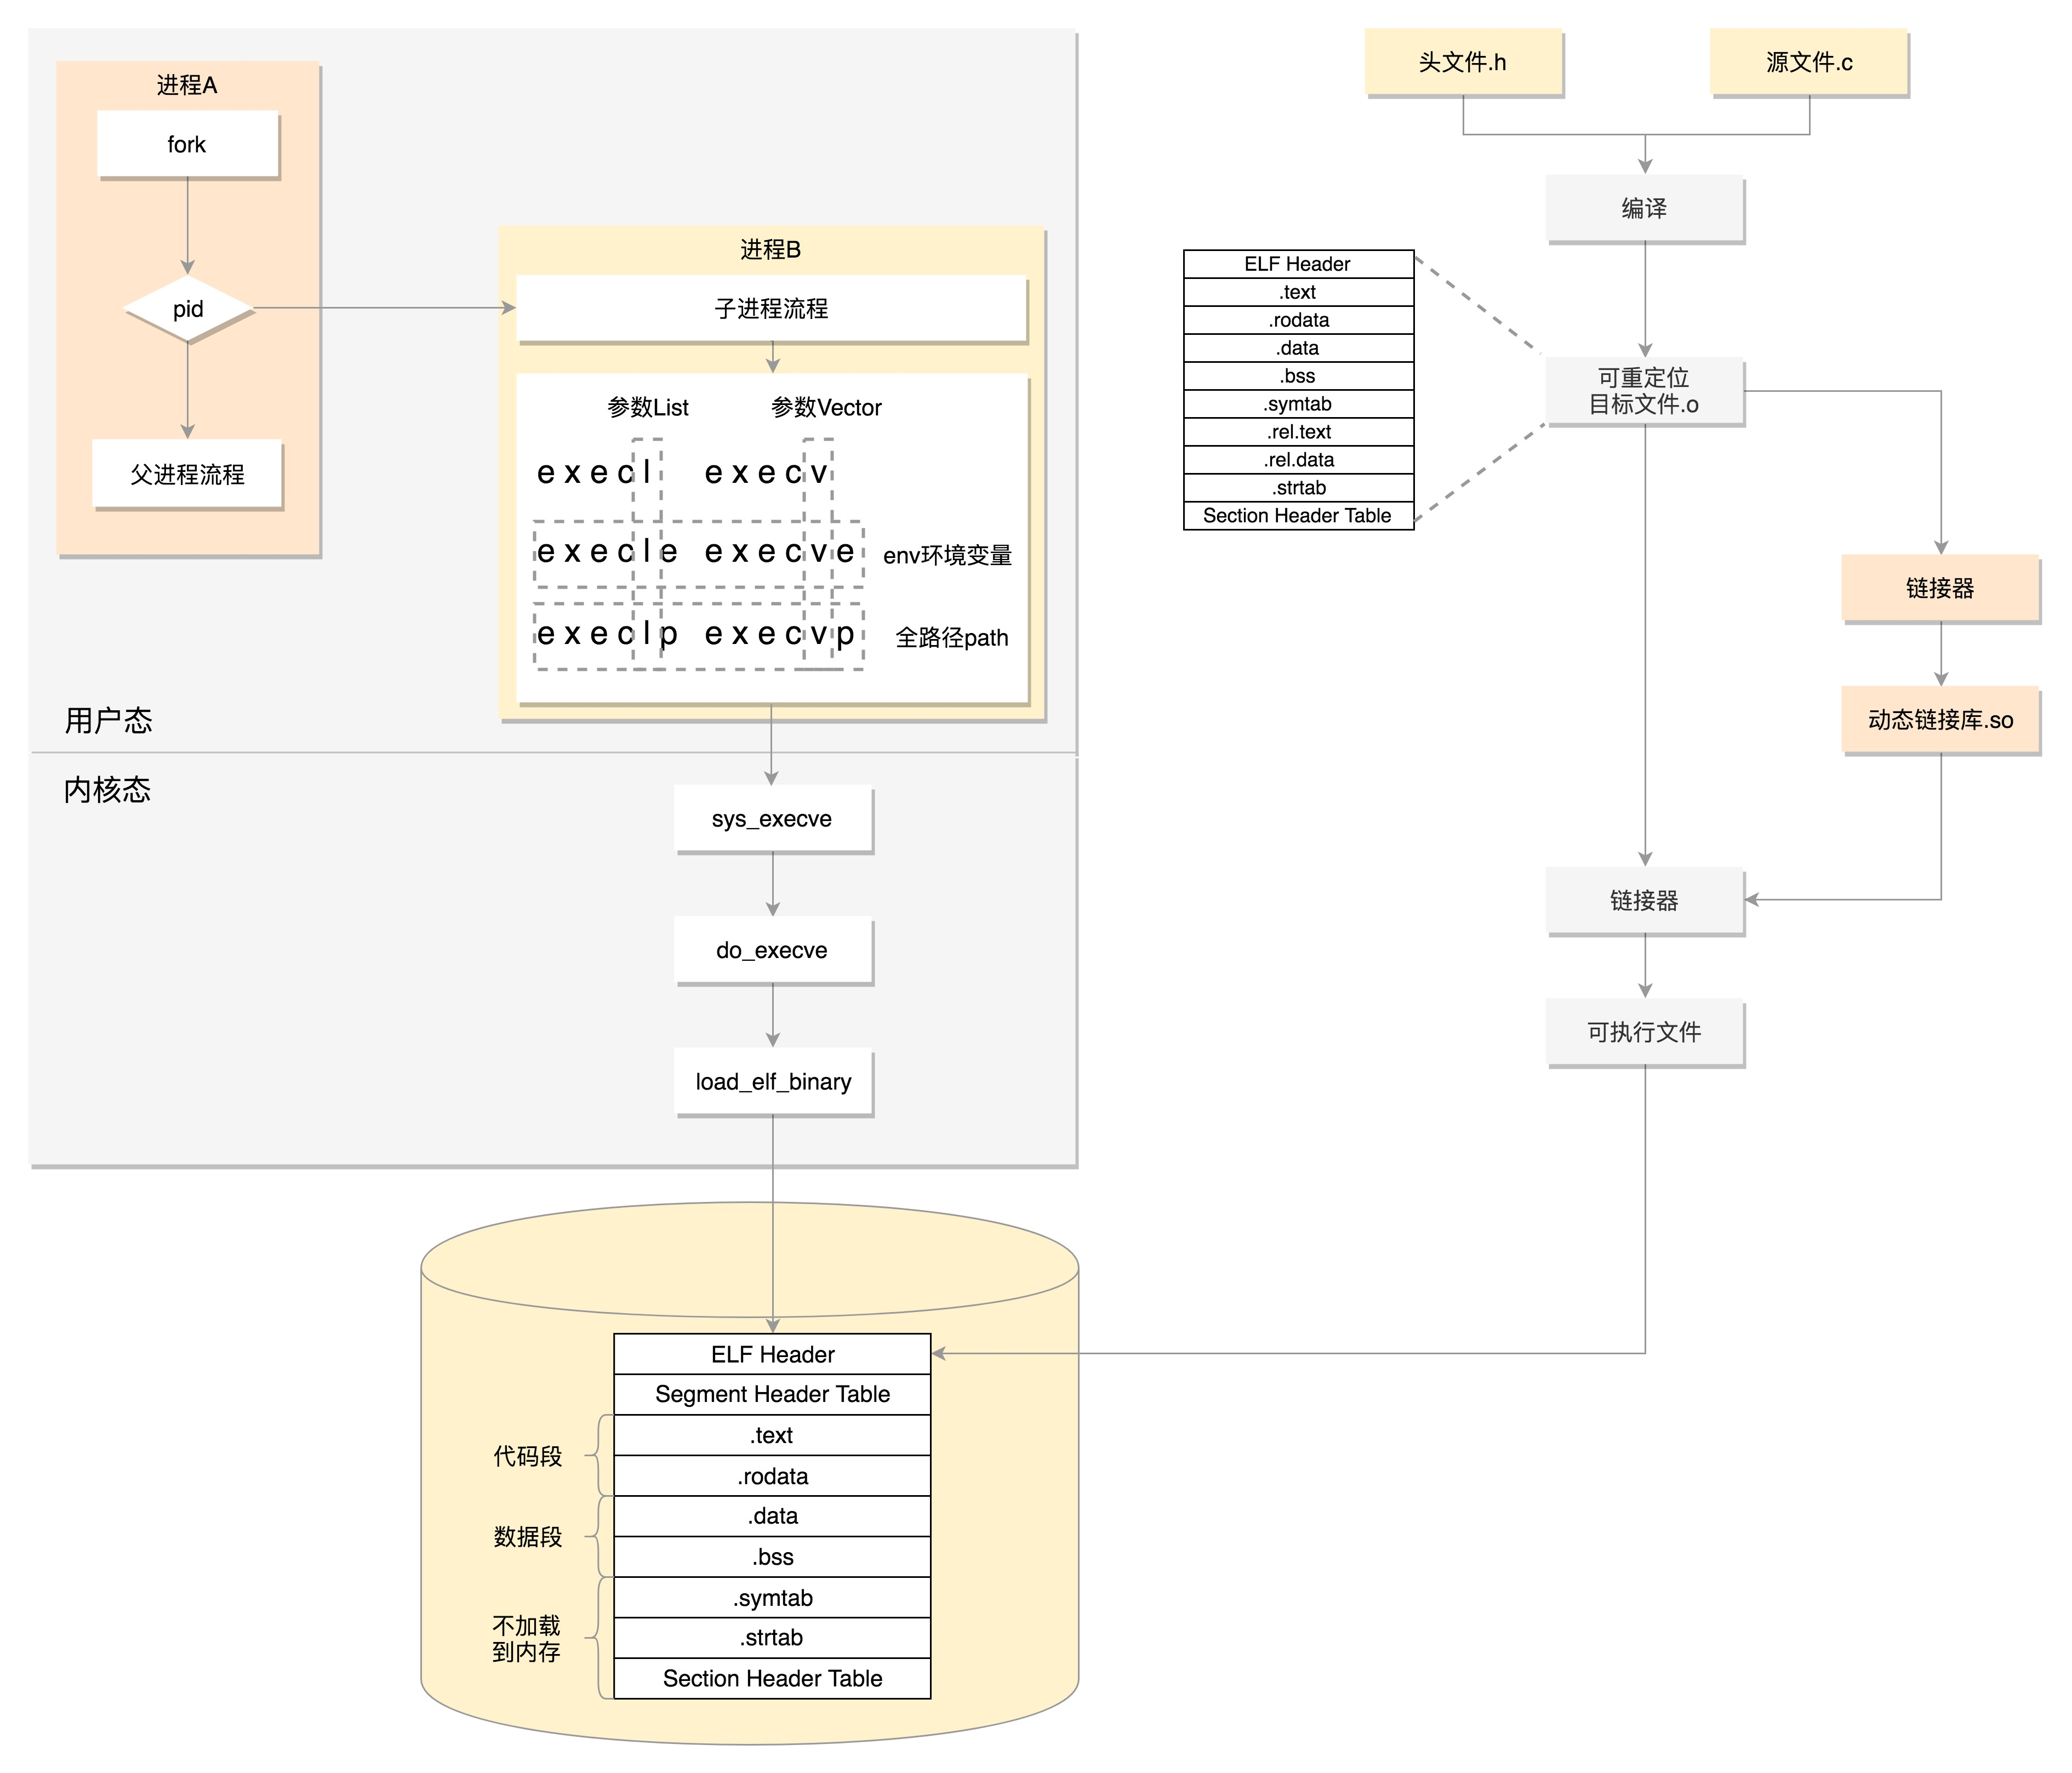 进程A
fork
pid
父进程流程
进程B
子进程流程
参数List 参数Vector
execl execv
execle execve env环境变量
execlp execvp 全路径path
用户态
内核态
sys_execve
do_execve
load_elf_binary
ELF Header
Segment Header Table
.text
.rodata
.data
.bss
.symtab
.strtab
Section Header Table
代码段
数据段
不加载
到内存
头文件.h
源文件.c
编译
ELF Header
.text
.rodata
.data
.bss
.symtab
.rel.text
.rel.data
.strtab
Section Header Table
可重定位
目标文件.o
链接器
动态链接库.so
链接器
可执行文件